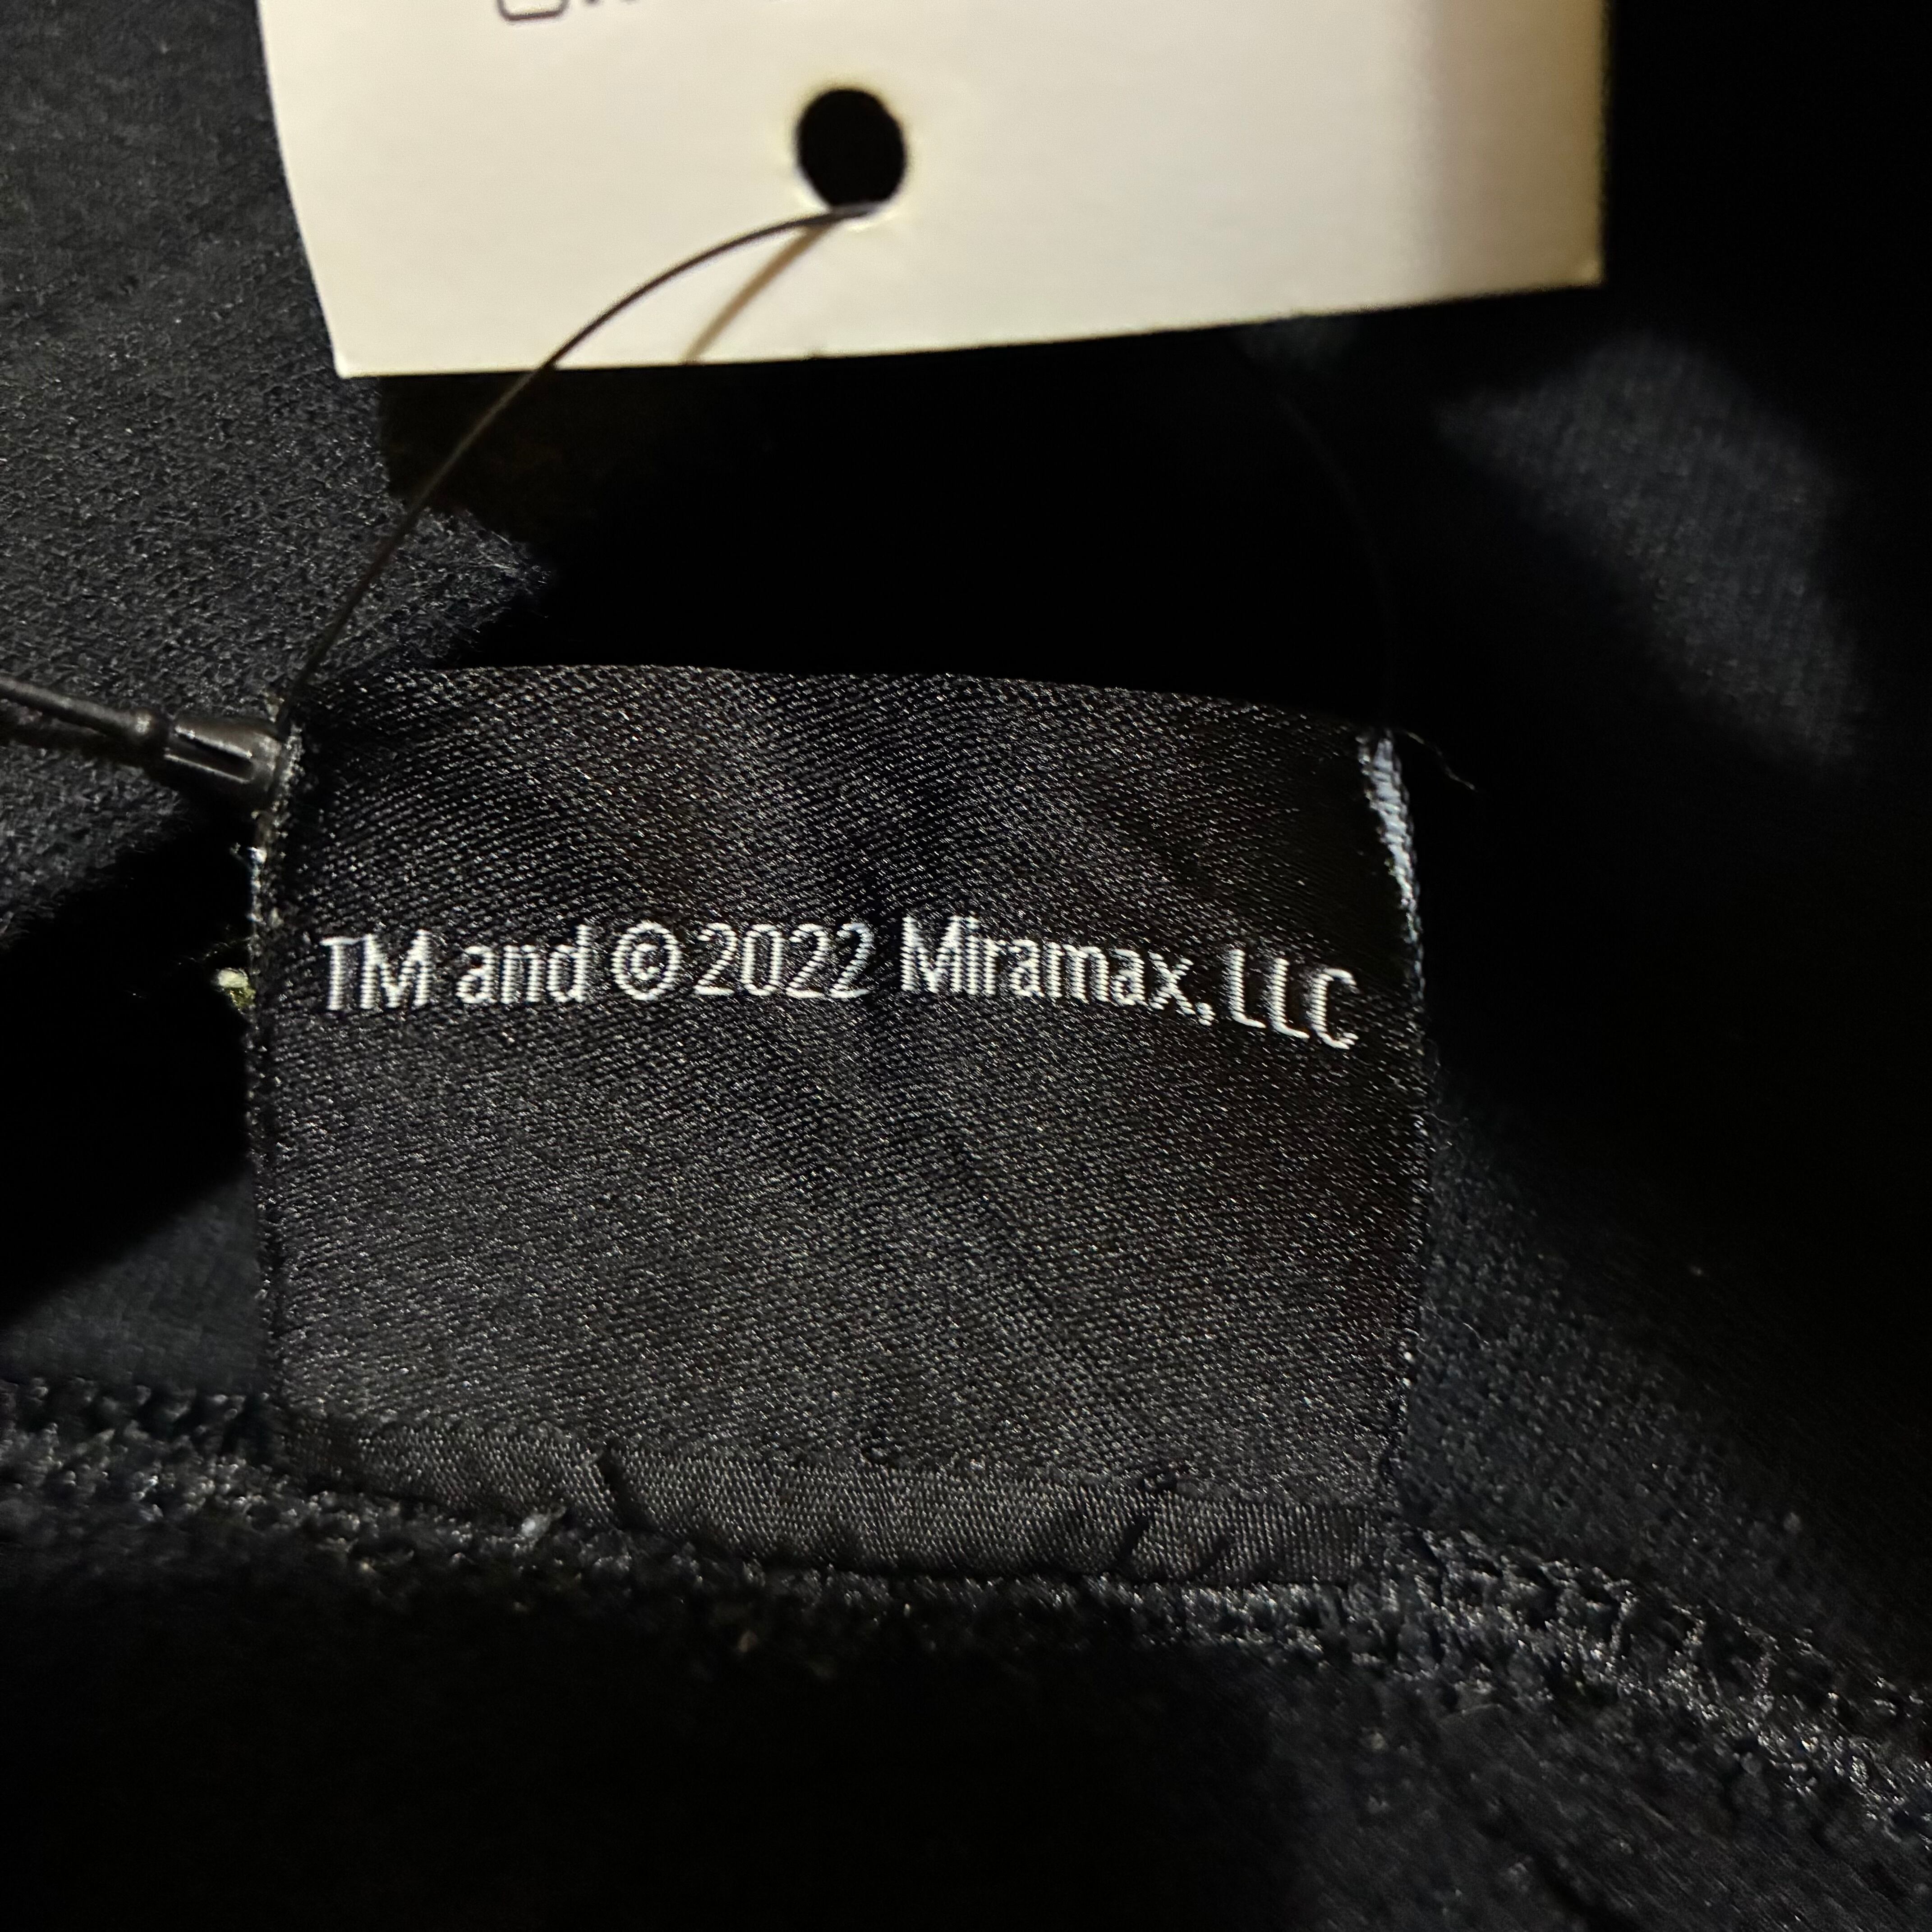 TM and © 2022 Miramax, LLC